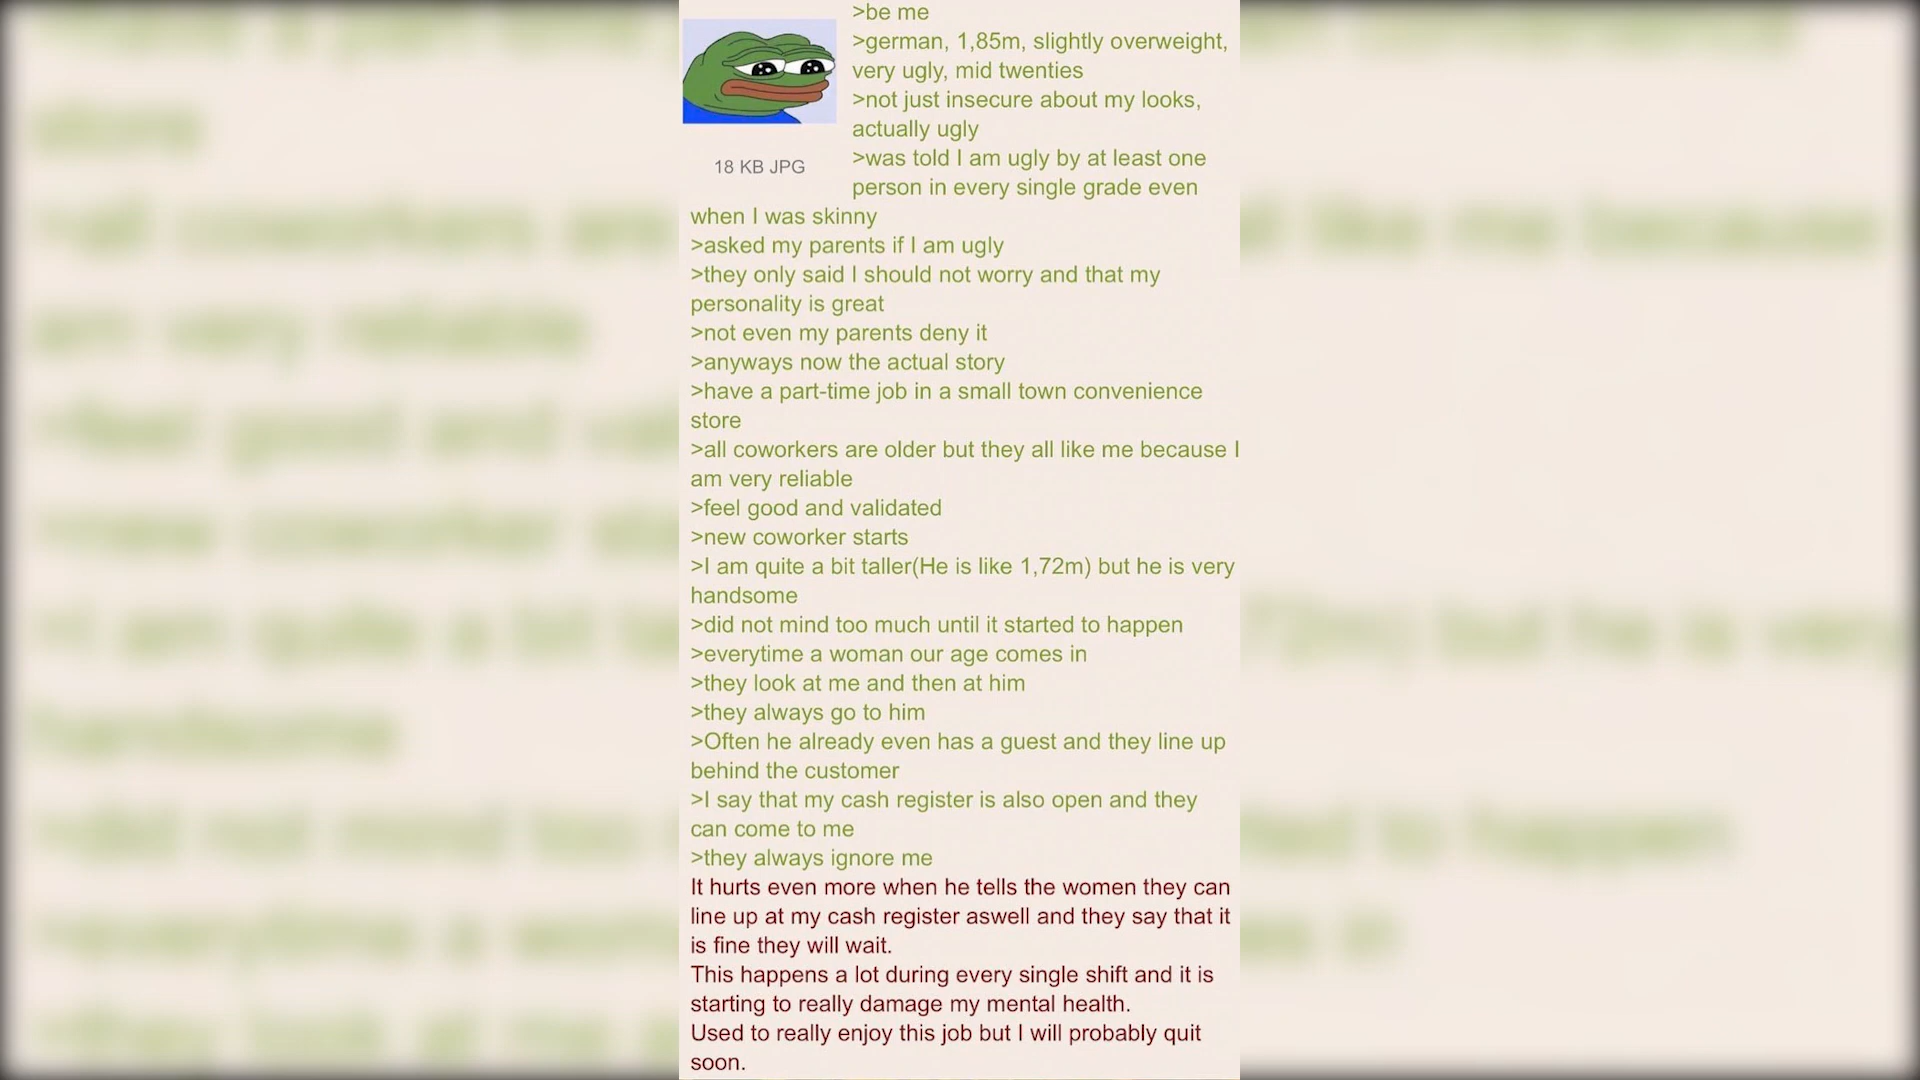 >be me
>german, 1,85m, slightly overweight,
very ugly, mid twenties
>not just insecure about my looks,
actually ugly
18 KB JPG
>was told I am ugly by at least one
person in every single grade even
when I was skinny
>asked my parents if I am ugly
>they only said I should not worry and that my
personality is great
>not even my parents deny it
>anyways now the actual story
>have a part-time job in a small town convenience
store
>all coworkers are older but they all like me because I
am very reliable
>feel good and validated
>new coworker starts
>I am quite a bit taller(He is like 1,72m) but he is very
handsome
>did not mind too much until it started to happen
>everytime a woman our age comes in
>they look at me and then at him
>they always go to him
>Often he already even has a guest and they line up
behind the customer
>I say that my cash register is also open and they
can come to me
>they always ignore me
It hurts even more when he tells the women they can
line up at my cash register aswell and they say that it
is fine they will wait.
This happens a lot during every single shift and it is
starting to really damage my mental health.
Used to really enjoy this job but I will probably quit
soon.